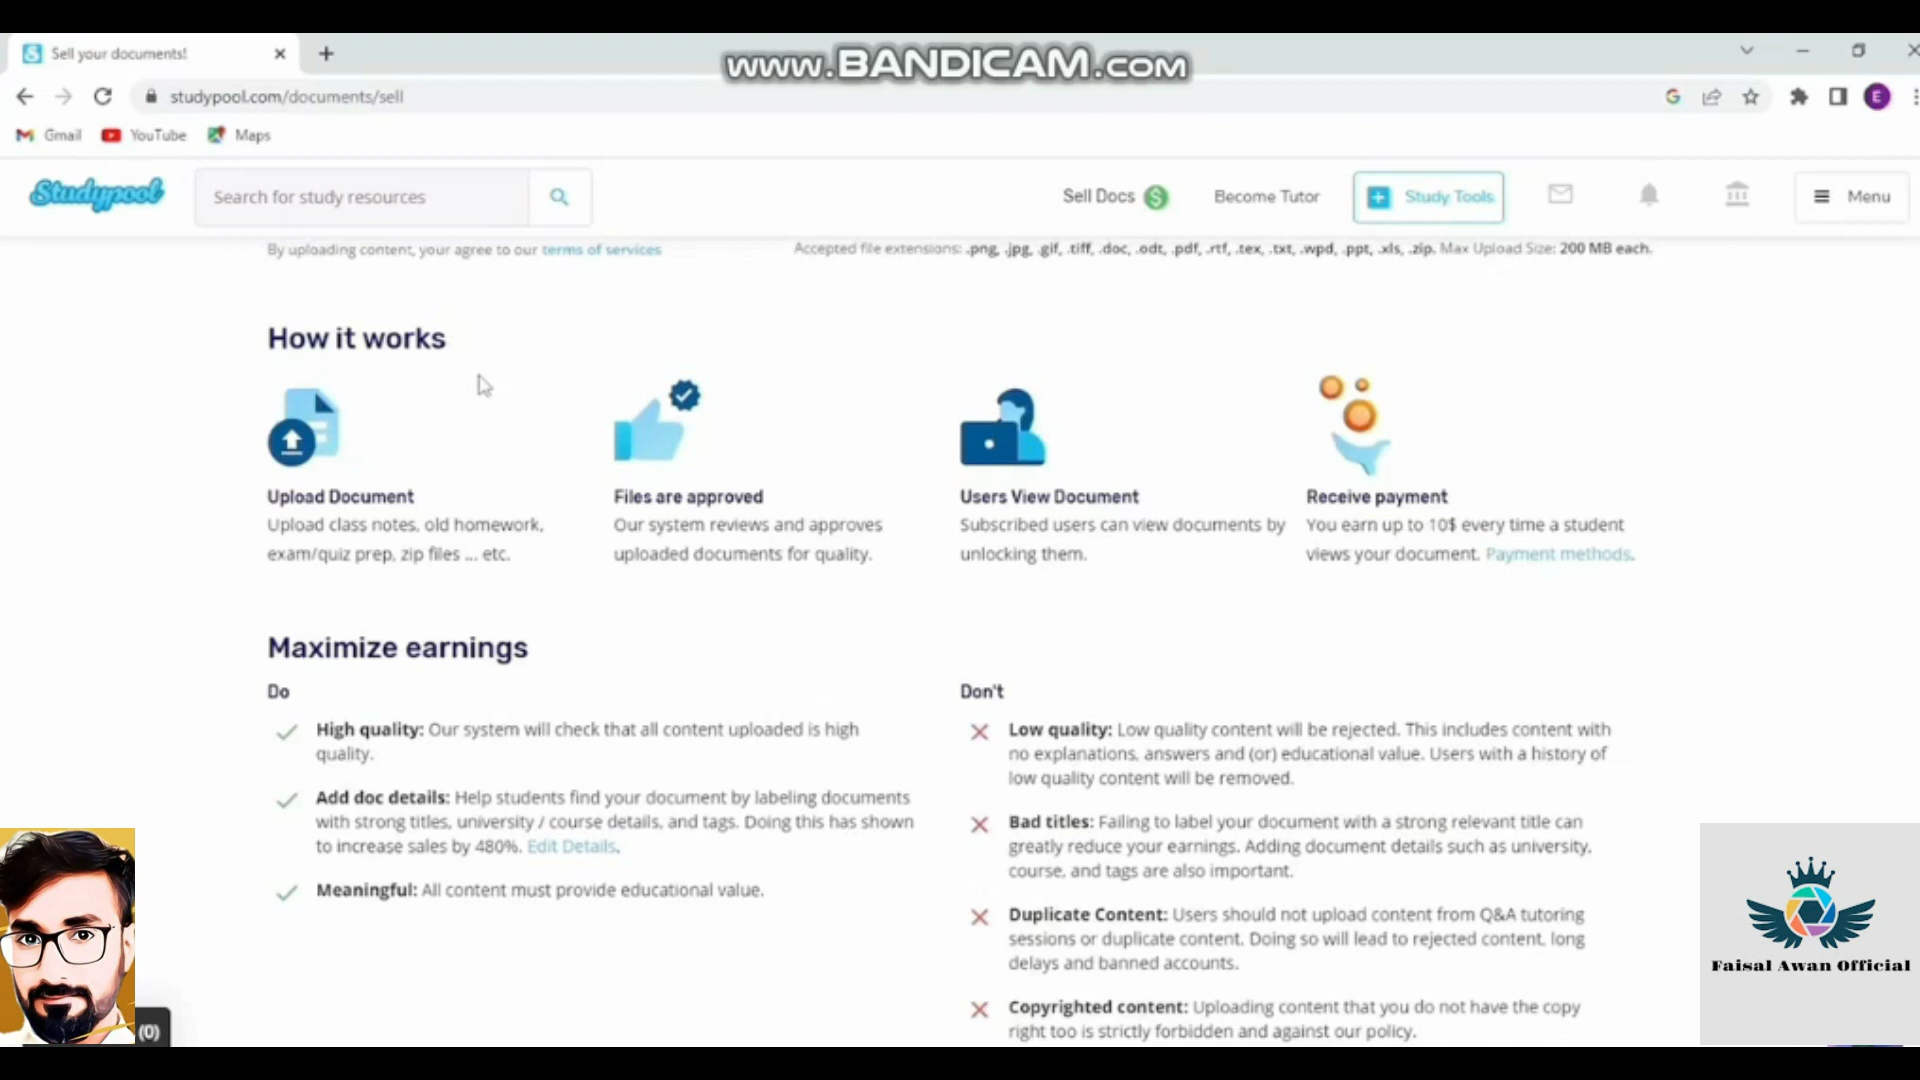 Sell your documents!
www.BANDICAM.com
studypool.com/documents/sell
E
Gmail
YouTube
Maps
Studypool
Search for study resources
Sell Docs
$
Become Tutor
Study Tools
Menu
By uploading content, your agree to our terms of services
Accepted file extensions: .png, .jpg, .gif, .tiff, .doc, .odt, .pdf, .rtf, .tex, .txt, .wpd, .ppt, .xls, .zip. Max Upload Size: 200 MB each.
How it works
Upload Document
Upload class notes, old homework,
exam/quiz prep, zip files ... etc.
Files are approved
Our system reviews and approves
uploaded documents for quality.
Users View Document
Subscribed users can view documents by
unlocking them.
Receive payment
You earn up to 10$ every time a student
views your document. Payment methods.
Maximize earnings
Do
High quality: Our system will check that all content uploaded is high
quality.
Add doc details: Help students find your document by labeling documents
with strong titles, university / course details, and tags. Doing this has shown
to increase sales by 480%. Edit Details.
Meaningful: All content must provide educational value.
Don't
Low quality: Low quality content will be rejected. This includes content with
no explanations, answers and (or) educational value. Users with a history of
low quality content will be removed.
Bad titles: Failing to label your document with a strong relevant title can
greatly reduce your earnings. Adding document details such as university,
course, and tags are also important.
Duplicate Content: Users should not upload content from Q&A tutoring
sessions or duplicate content. Doing so will lead to rejected content, long
delays and banned accounts.
Copyrighted content: Uploading content that you do not have the copy
right too is strictly forbidden and against our policy.
(0)
Faisal Awan Official